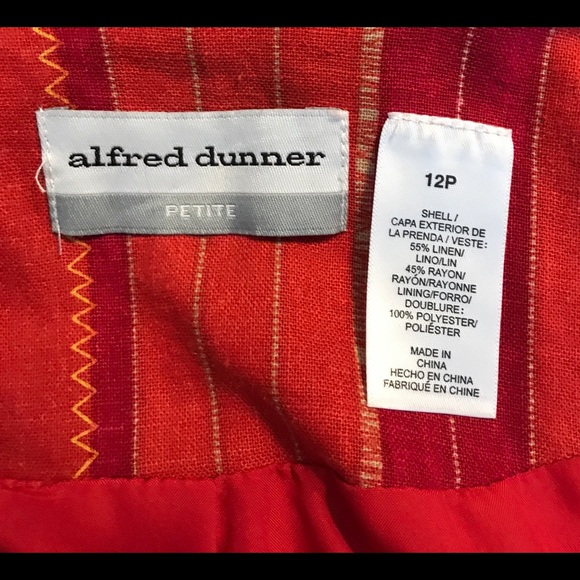 alfred dunner
PETITE
12P
SHELL /
CAPA EXTERIOR DE
LA PRENDA / VESTE:
55% LINEN/
LINO/LIN
45% RAYON/
RAYÓN/RAYONNE
LINING/FORRO/
DOUBLURE:
100% POLYESTER/
POLIÉSTER
MADE IN
CHINA
HECHO EN CHINA
FABRIQUÉ EN CHINE